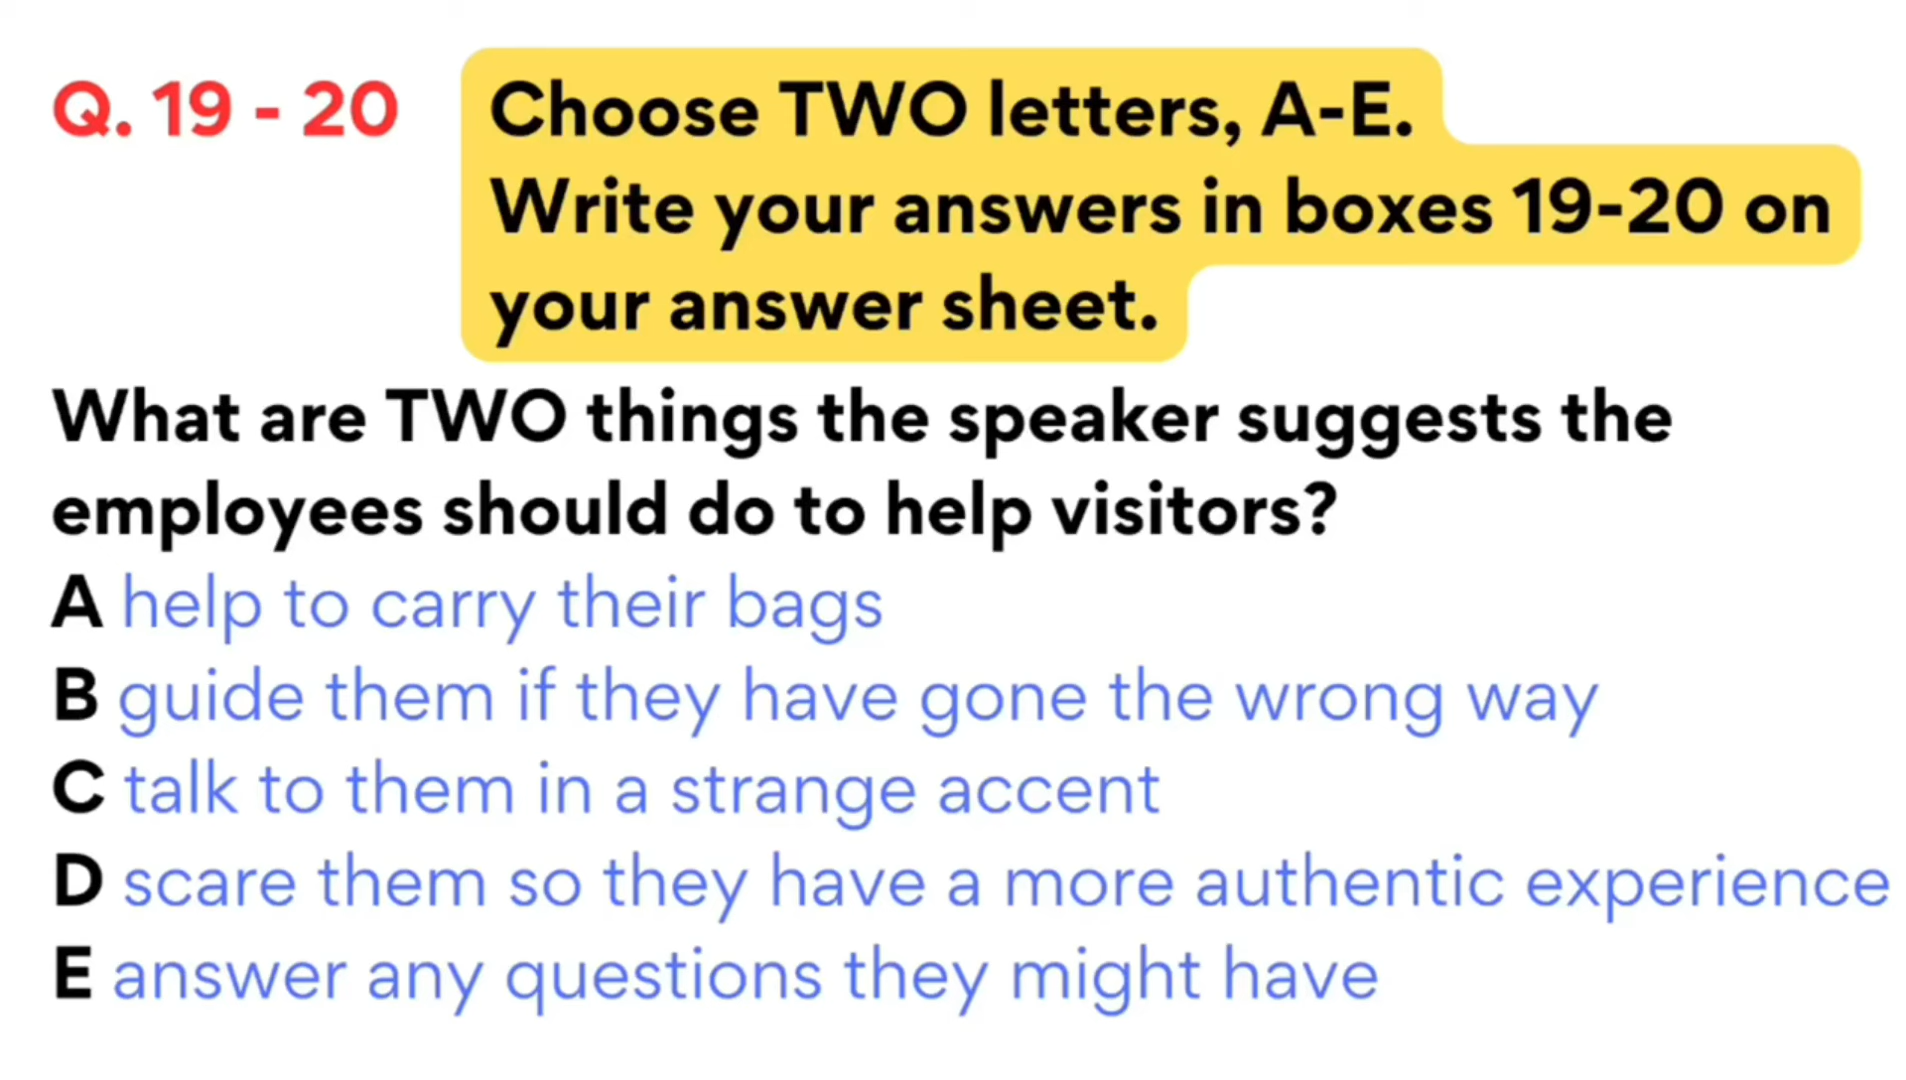 Q. 19 - 20
Choose TWO letters, A-E.
Write your answers in boxes 19-20 on
your answer sheet.
What are TWO things the speaker suggests the
employees should do to help visitors?
A help to carry their bags
B guide them if they have gone the wrong way
C talk to them in a strange accent
D scare them so they have a more authentic experience
E answer any questions they might have